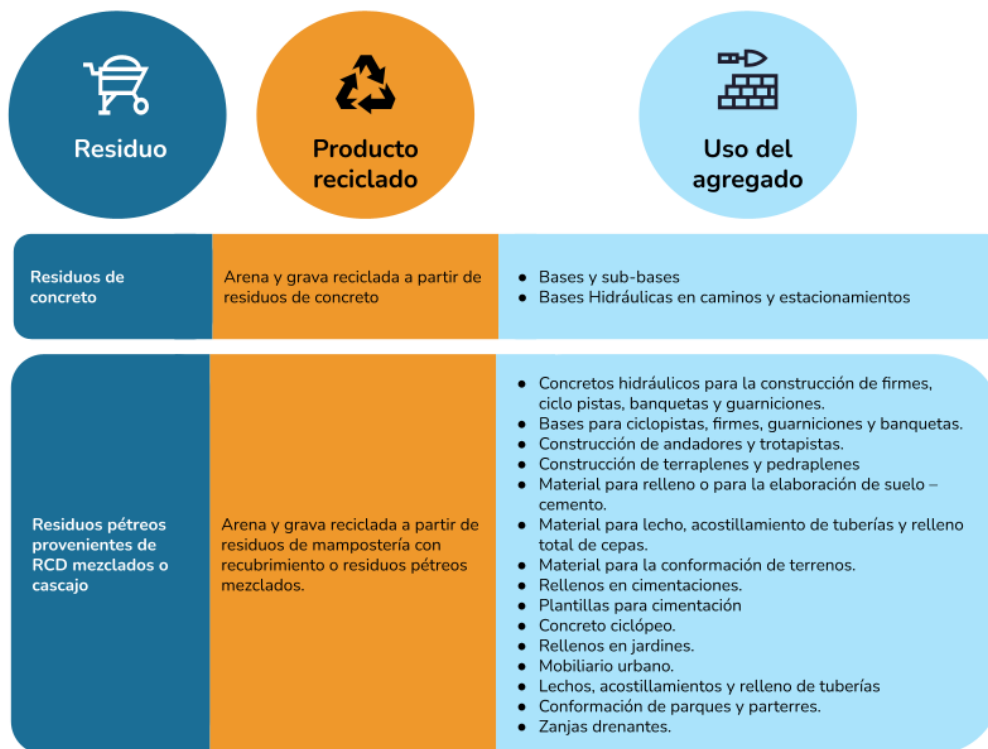 Residuo
Producto
reciclado
Uso del
agregado
Residuos de
concreto
Arena y grava reciclada a partir de
residuos de concreto
● Bases y sub-bases
● Bases Hidráulicas en caminos y estacionamientos
Residuos pétreos
provenientes de
RCD mezclados o
cascajo
Arena y grava reciclada a partir de
residuos de mampostería con
recubrimiento o residuos pétreos
mezclados.
● Concretos hidráulicos para la construcción de firmes,
ciclo pistas, banquetas y guarniciones.
● Bases para ciclopistas, firmes, guarniciones y banquetas.
● Construcción de andadores y trotapistas.
● Construcción de terraplenes y pedraplenes
● Material para relleno o para la elaboración de suelo –
cemento.
● Material para lecho, acostillamiento de tuberías y relleno
total de cepas.
● Material para la conformación de terrenos.
● Rellenos en cimentaciones.
● Plantillas para cimentación
● Concreto ciclópeo.
● Rellenos en jardines.
● Mobiliario urbano.
● Lechos, acostillamientos y relleno de tuberías
● Conformación de parques y parterres.
● Zanjas drenantes.